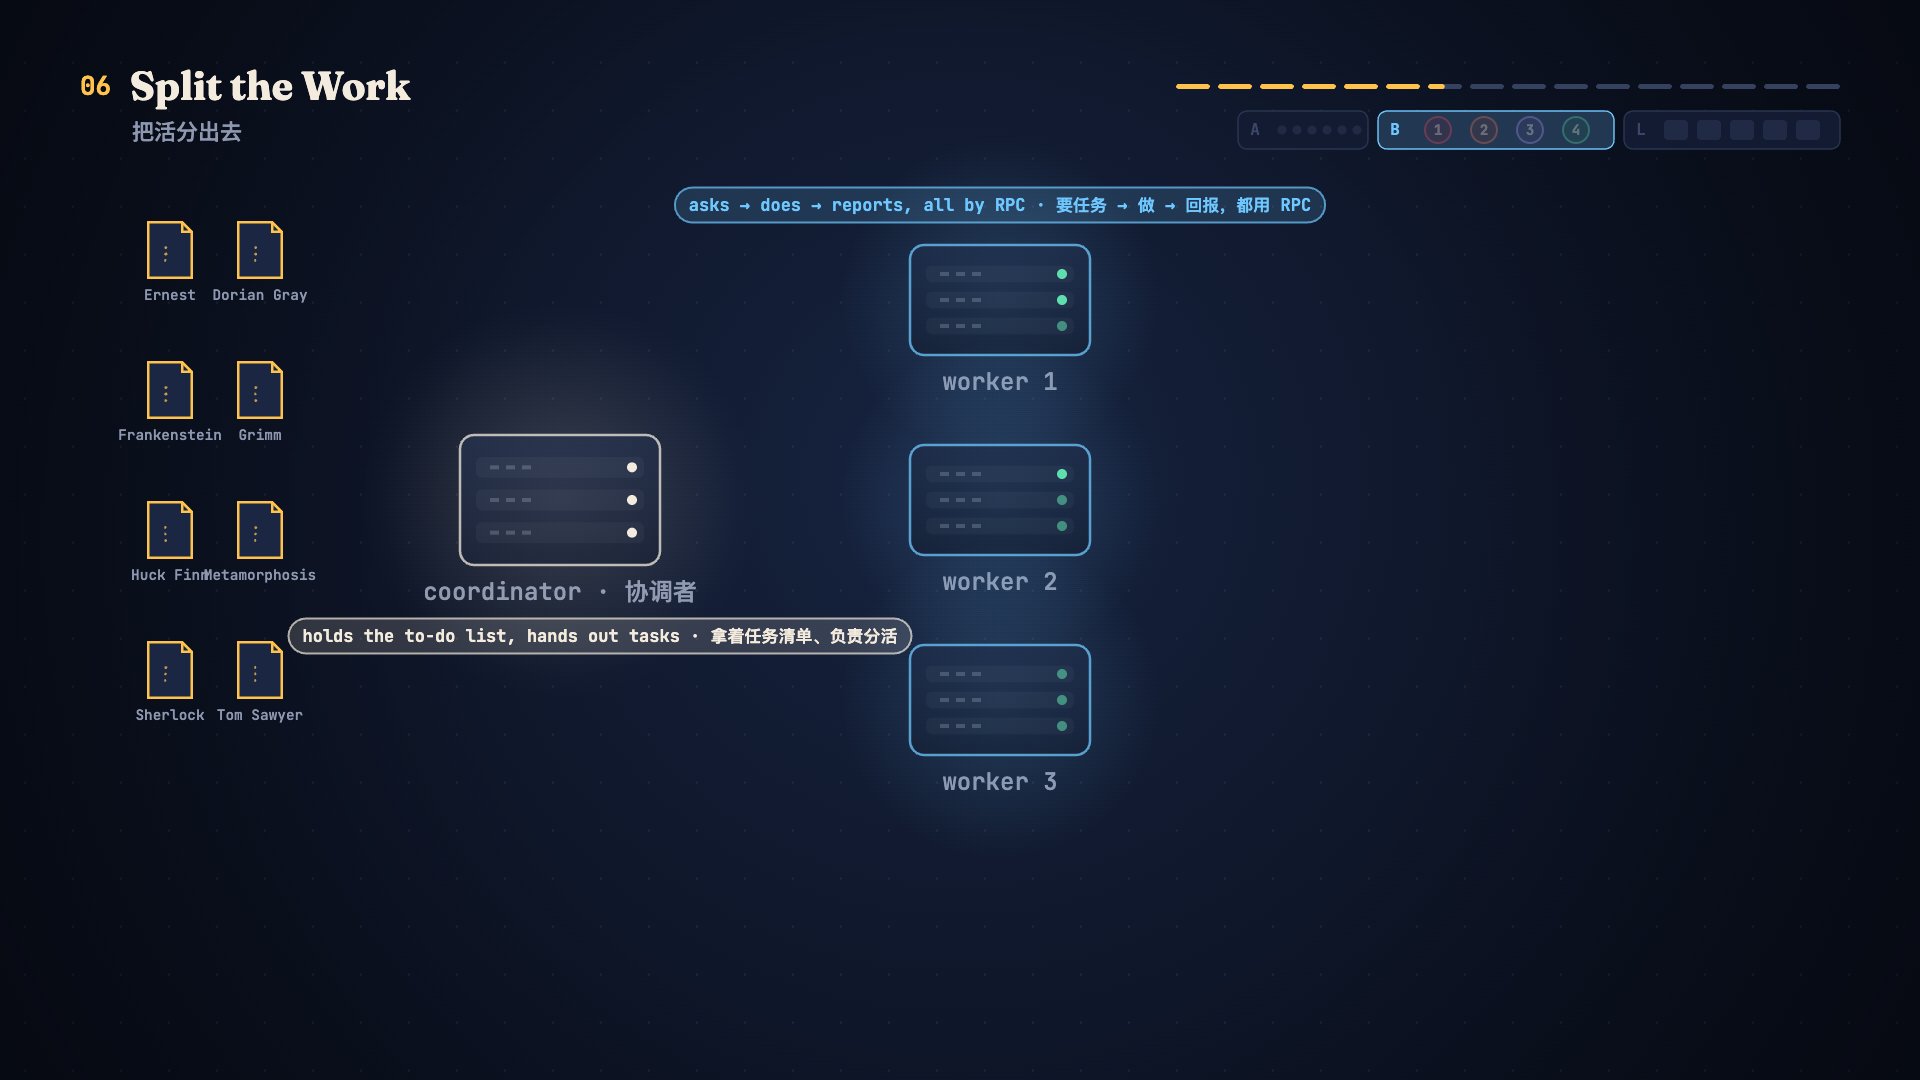 06 Split the Work
把活分出去
A B 1 2 3 4 L
asks → does → reports, all by RPC · 要任务 → 做 → 回报, 都用 RPC
Ernest Dorian Gray
worker 1
Frankenstein Grimm
Huck Finn Metamorphosis
coordinator · 协调者
worker 2
holds the to-do list, hands out tasks · 拿着任务清单、负责分活
Sherlock Tom Sawyer
worker 3